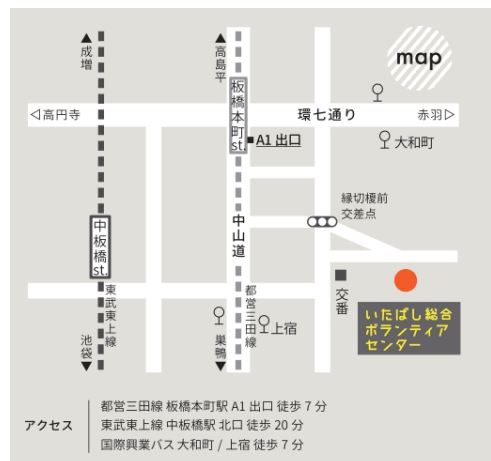 map
▲
成増
▲
高島平
◁高円寺
板橋本町st.
環七通り
赤羽▷
■A1 出口
大和町
縁切榎前
交差点
中板橋st.
中山道
東武東上線
都営三田線
交番
池袋
▼
巣鴨
▼
上宿
いたばし総合
ボランティア
センター
アクセス
都営三田線 板橋本町駅 A1 出口 徒歩 7 分
東武東上線 中板橋駅 北口 徒歩 20 分
国際興業バス 大和町 / 上宿 徒歩 7 分